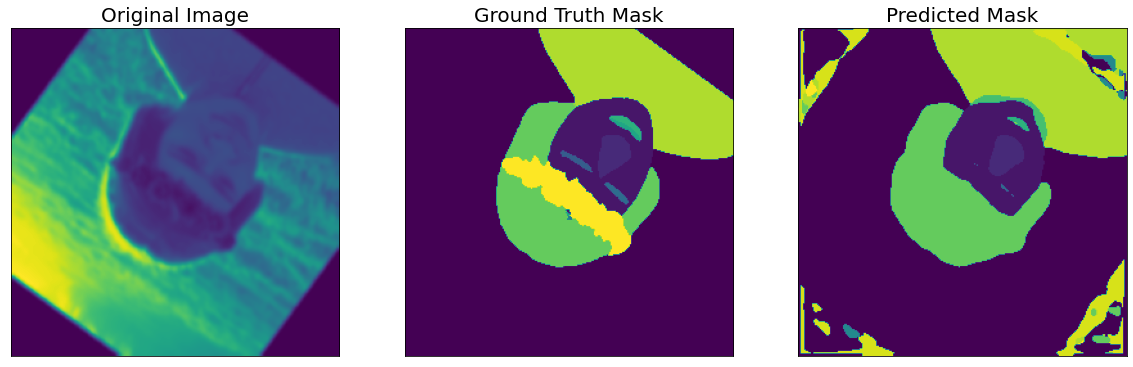 Original Image
Ground Truth Mask
Predicted Mask